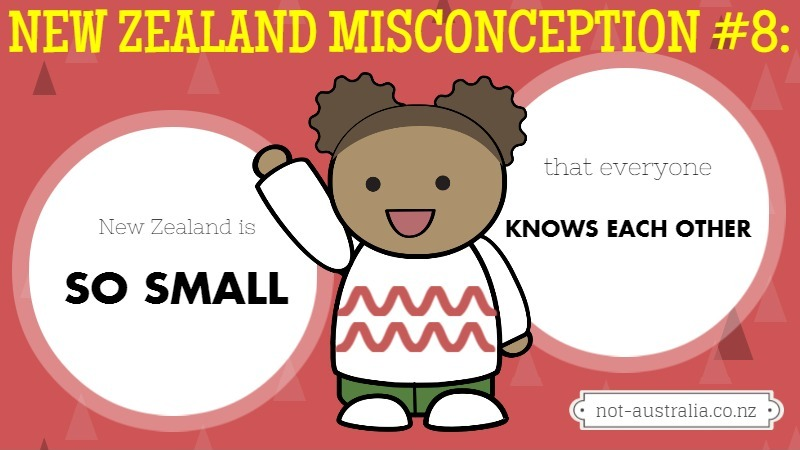 NEW ZEALAND MISCONCEPTION #8:
New Zealand is
SO SMALL
that everyone
KNOWS EACH OTHER
not-australia.co.nz